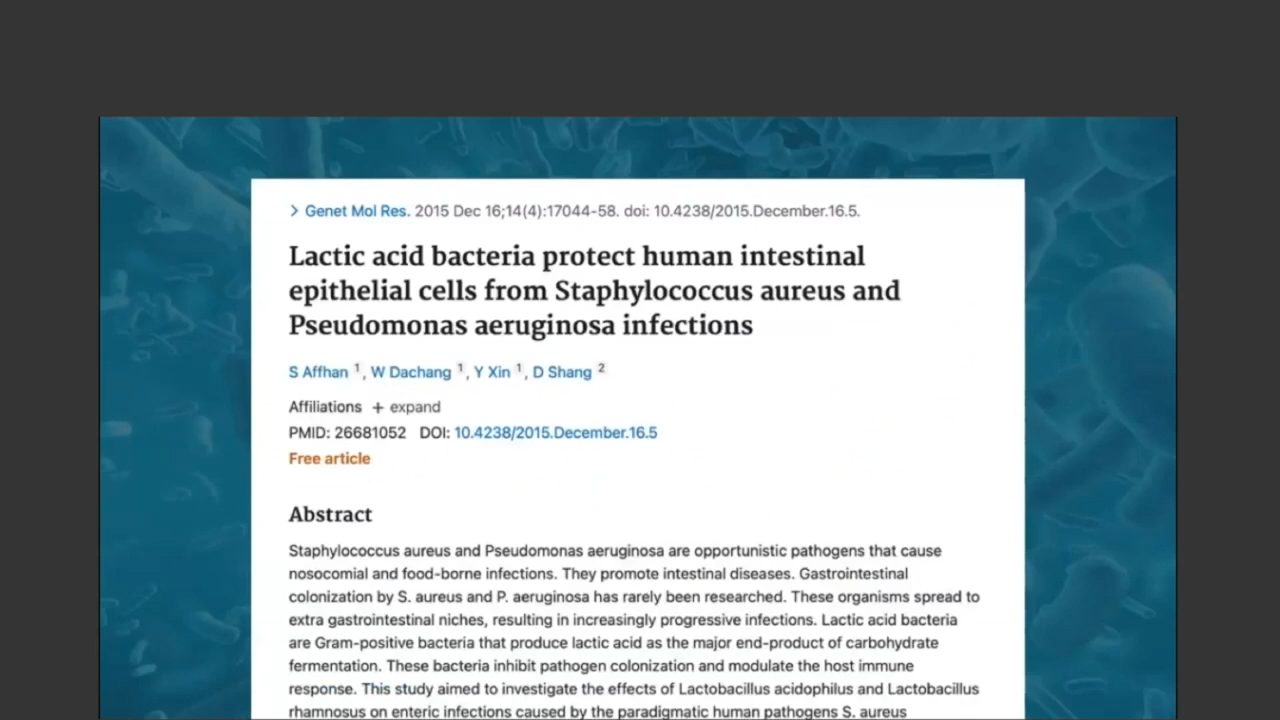 > Genet Mol Res. 2015 Dec 16;14(4):17044-58. doi: 10.4238/2015.December.16.5.
Lactic acid bacteria protect human intestinal
epithelial cells from Staphylococcus aureus and
Pseudomonas aeruginosa infections
S Affhan 1, W Dachang 1, Y Xin 1, D Shang 2
Affiliations + expand
PMID: 26681052 DOI: 10.4238/2015.December.16.5
Free article
Abstract
Staphylococcus aureus and Pseudomonas aeruginosa are opportunistic pathogens that cause
nosocomial and food-borne infections. They promote intestinal diseases. Gastrointestinal
colonization by S. aureus and P. aeruginosa has rarely been researched. These organisms spread to
extra gastrointestinal niches, resulting in increasingly progressive infections. Lactic acid bacteria
are Gram-positive bacteria that produce lactic acid as the major end-product of carbohydrate
fermentation. These bacteria inhibit pathogen colonization and modulate the host immune
response. This study aimed to investigate the effects of Lactobacillus acidophilus and Lactobacillus
rhamnosus on enteric infections caused by the paradigmatic human pathogens S. aureus